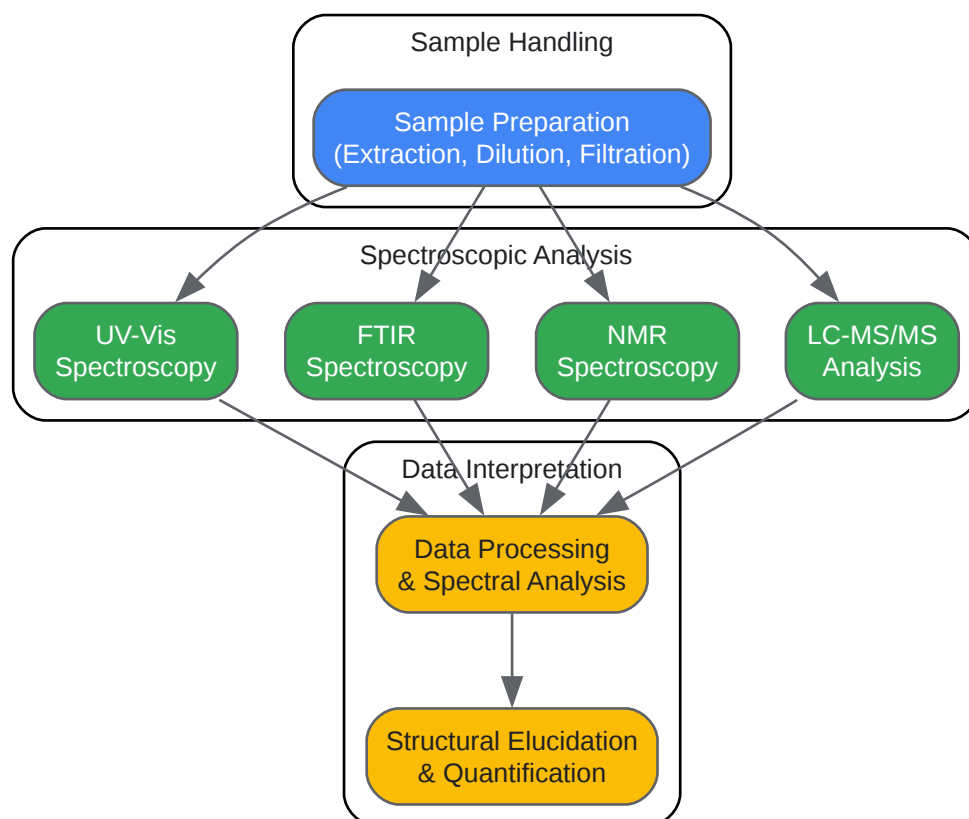 Sample Handling
Sample Preparation
(Extraction, Dilution, Filtration)
Spectroscopic Analysis
UV-Vis
Spectroscopy
FTIR
Spectroscopy
NMR
Spectroscopy
LC-MS/MS
Analysis
Data Interpretation
Data Processing
& Spectral Analysis
Structural Elucidation
& Quantification